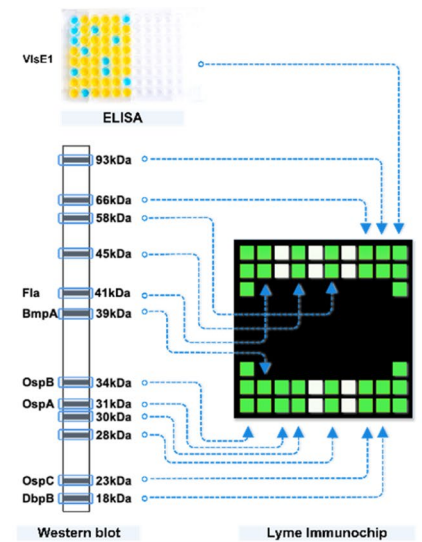 VlsE1
ELISA
93kDa
66kDa
58kDa
45kDa
Fla 41kDa
BmpA 39kDa
OspB 34kDa
OspA 31kDa
30kDa
28kDa
OspC 23kDa
DbpB 18kDa
Western blot Lyme Immunochip